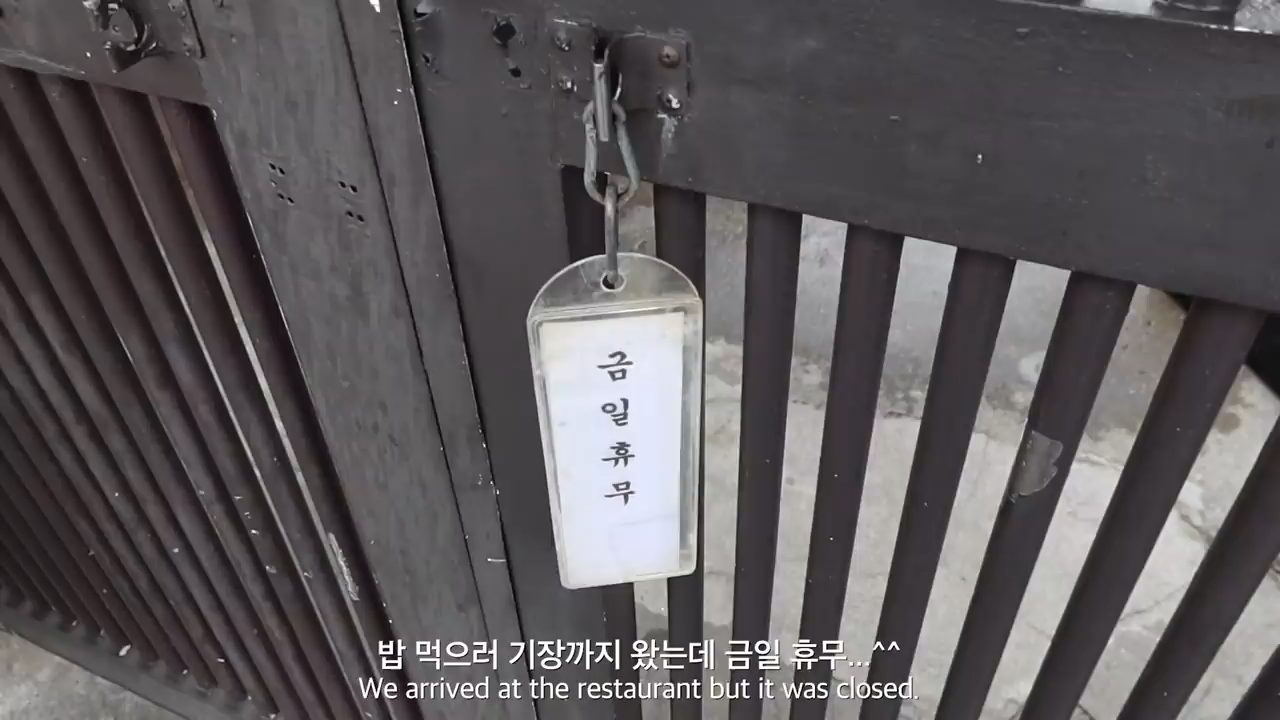 금일휴무
밥 먹으러 기장까지 왔는데 금일 휴무...^^
We arrived at the restaurant but it was closed.